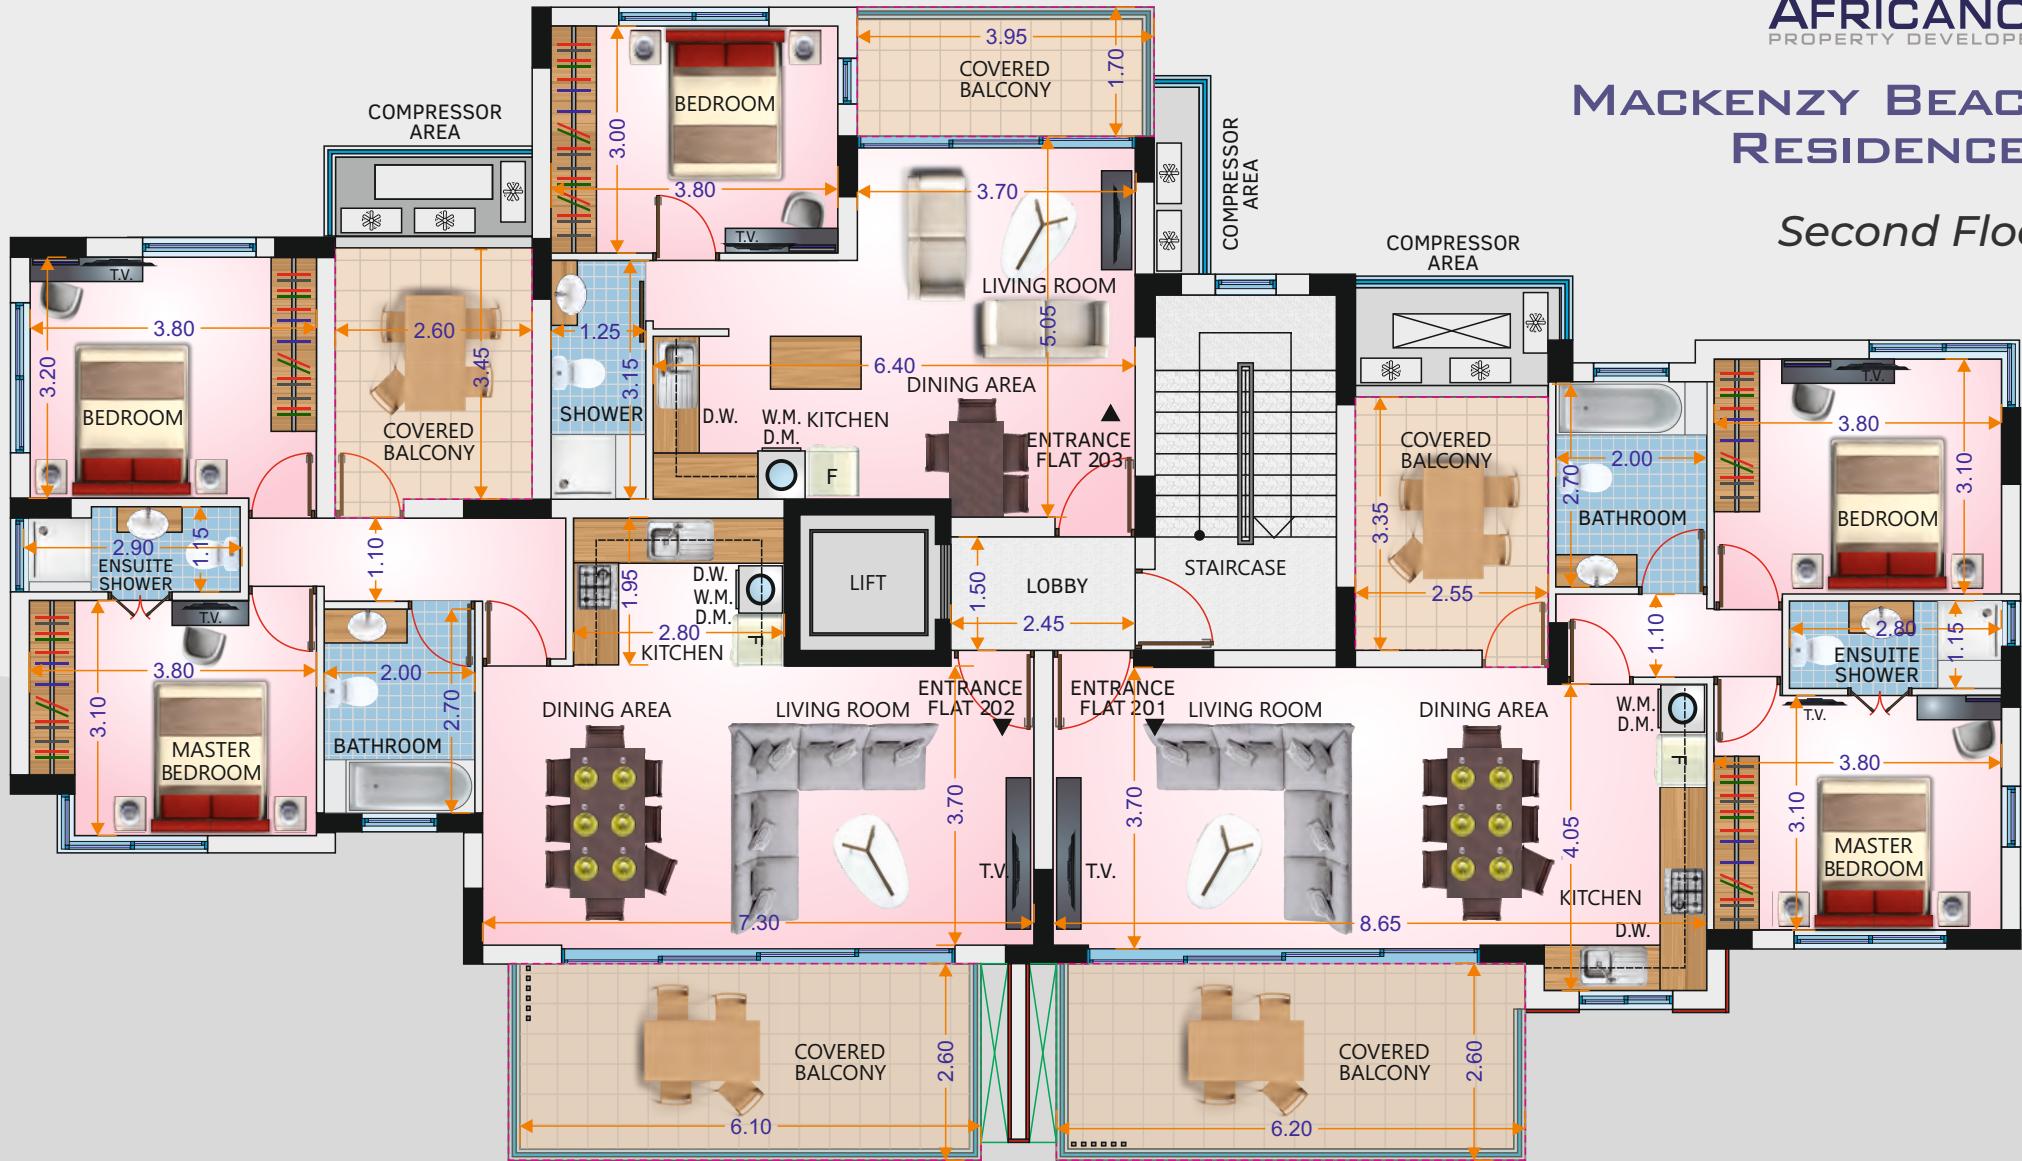 AFRICANO
PROPERTY DEVELOPE
MACKENZY BEAC
RESIDENCE
Second Floo
3.95
COVERED
BALCONY
1.70
BEDROOM
3.00
3.80
T.V.
COMPRESSOR
AREA
COMPRESSOR
AREA
3.70
LIVING ROOM
5.05
COMPRESSOR
AREA
T.V.
3.80
3.20
BEDROOM
2.60
3.45
COVERED
BALCONY
1.25
3.15
SHOWER
6.40
DINING AREA
D.W.
W.M.
D.M.
KITCHEN
F
ENTRANCE
FLAT 203
COVERED
BALCONY
3.35
2.55
2.00
2.70
BATHROOM
T.V.
3.80
3.10
BEDROOM
2.90
1.15
ENSUITE
SHOWER
1.10
1.95
D.W.
W.M.
D.M.
2.80
KITCHEN
F
LIFT
1.50
LOBBY
2.45
STAIRCASE
1.10
2.80
1.15
ENSUITE
SHOWER
T.V.
3.80
3.10
MASTER
BEDROOM
2.00
2.70
BATHROOM
DINING AREA
LIVING ROOM
ENTRANCE
FLAT 202
3.70
T.V.
7.30
ENTRANCE
FLAT 201
LIVING ROOM
DINING AREA
3.70
T.V.
8.65
W.M.
D.M.
F
4.05
KITCHEN
D.W.
T.V.
3.80
3.10
MASTER
BEDROOM
COVERED
BALCONY
2.60
6.10
COVERED
BALCONY
2.60
6.20